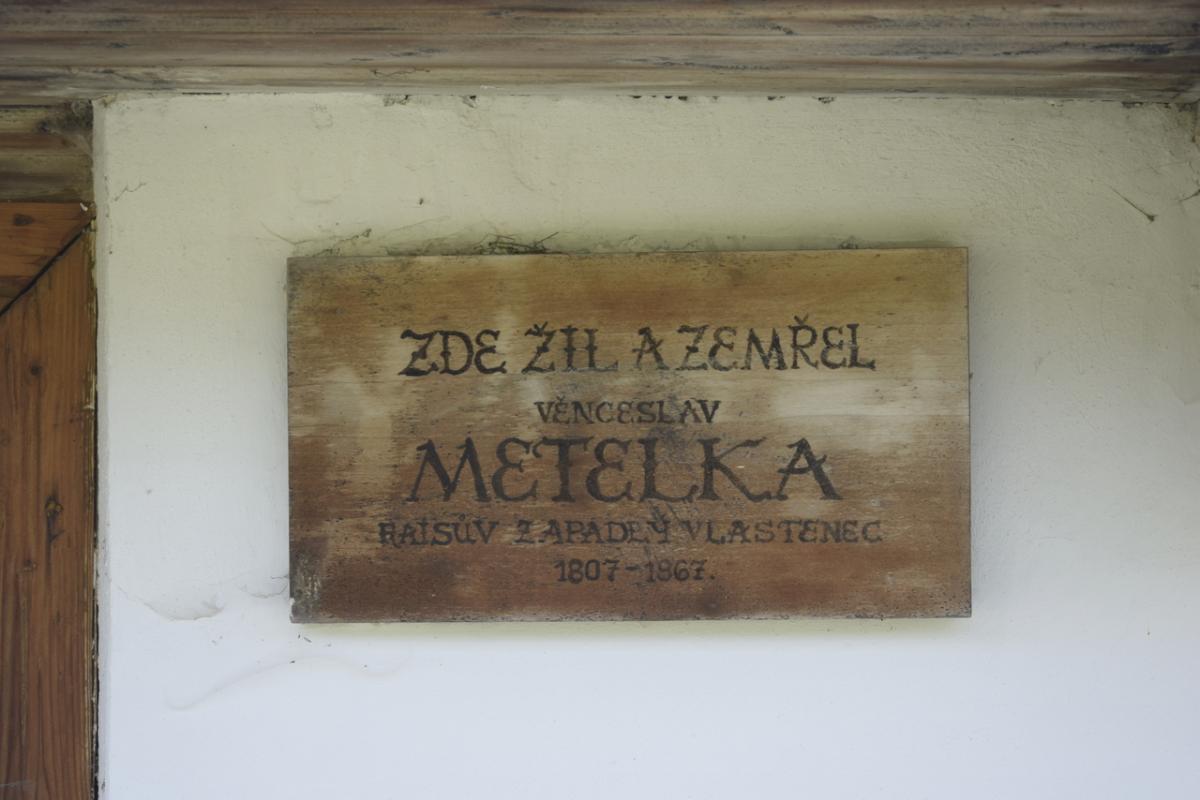 ZDE ŽIL A ZEMŘEL
VĚNCESLAV
METELKA
RAISŮV ZAPADLÝ VLASTENEC
1807-1867.